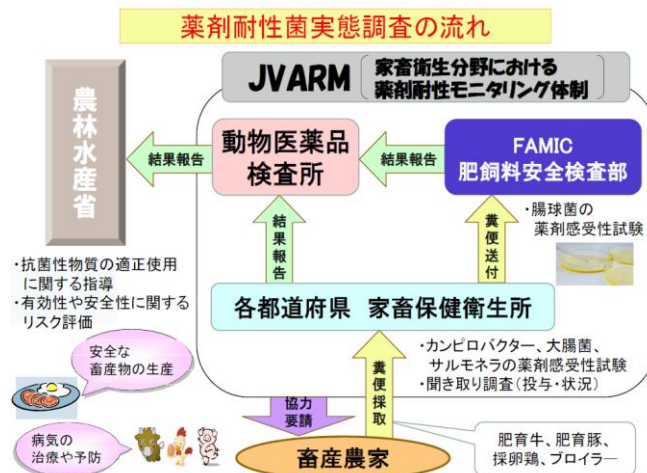 薬剤耐性菌実態調査の流れ
JVARM
家畜衛生分野における
薬剤耐性モニタリング体制
農林水産省
結果報告
動物医薬品
検査所
結果報告
FAMIC
肥飼料安全検査部
・腸球菌の
薬剤感受性試験
結果報告
糞便送付
・抗菌性物質の適正使用
に関する指導
・有効性や安全性に関する
リスク評価
各都道府県 家畜保健衛生所
・カンピロバクター、大腸菌、
サルモネラの薬剤感受性試験
・聞き取り調査(投与・状況)
安全な
畜産物の生産
協力
要請
糞便採取
病気の
治療や予防
畜産農家
肥育牛、肥育豚、
採卵鶏、ブロイラー